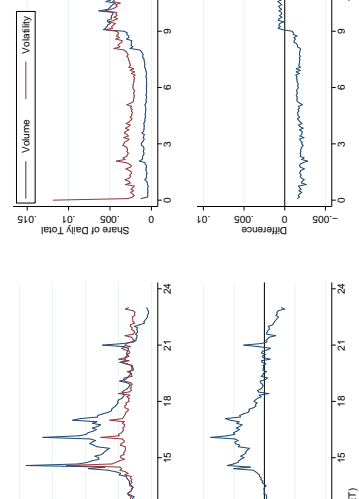 Volume Volatility
Share of Daily Total
0 .005 .01 .015
0 3 6 9
Difference
-.005 0 .005 .01
0 3 6 9
15 18 21 24
15 18 21 24
T)